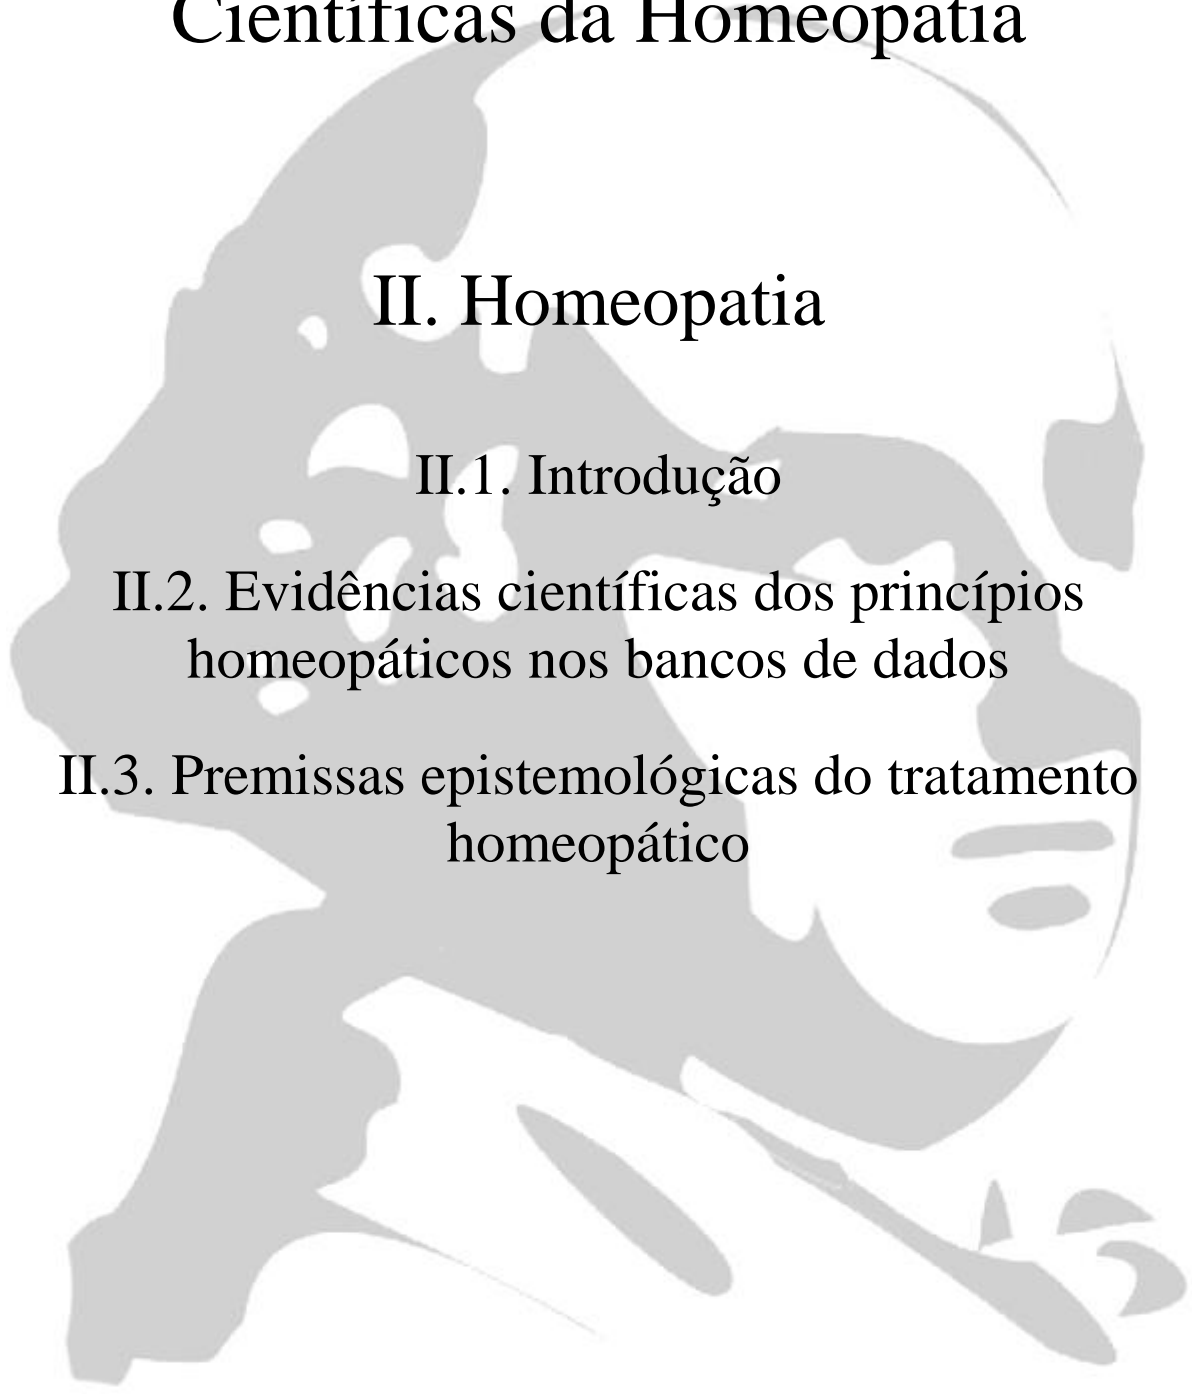 Científicas da Homeopatia
II. Homeopatia
II.1. Introdução
II.2. Evidências científicas dos princípios
homeopáticos nos bancos de dados
II.3. Premissas epistemológicas do tratamento
homeopático